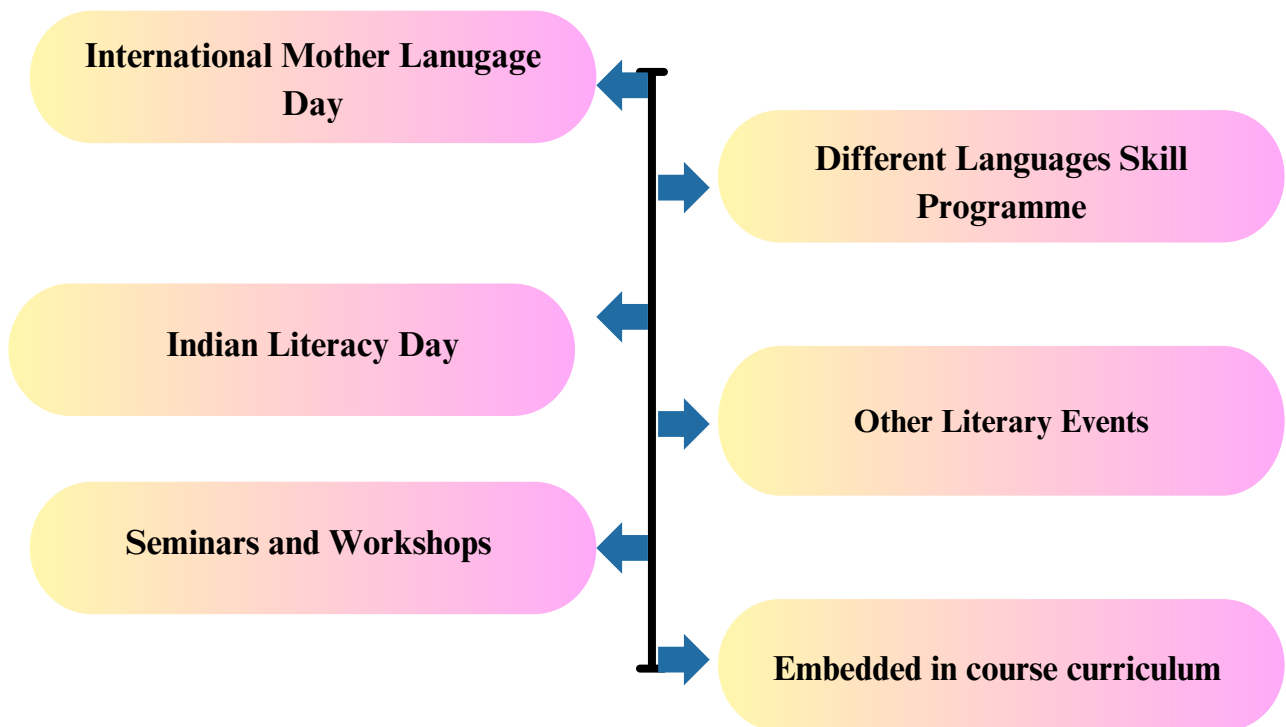 International Mother Lanugage
Day
Different Languages Skill
Programme
Indian Literacy Day
Other Literary Events
Seminars and Workshops
Embedded in course curriculum